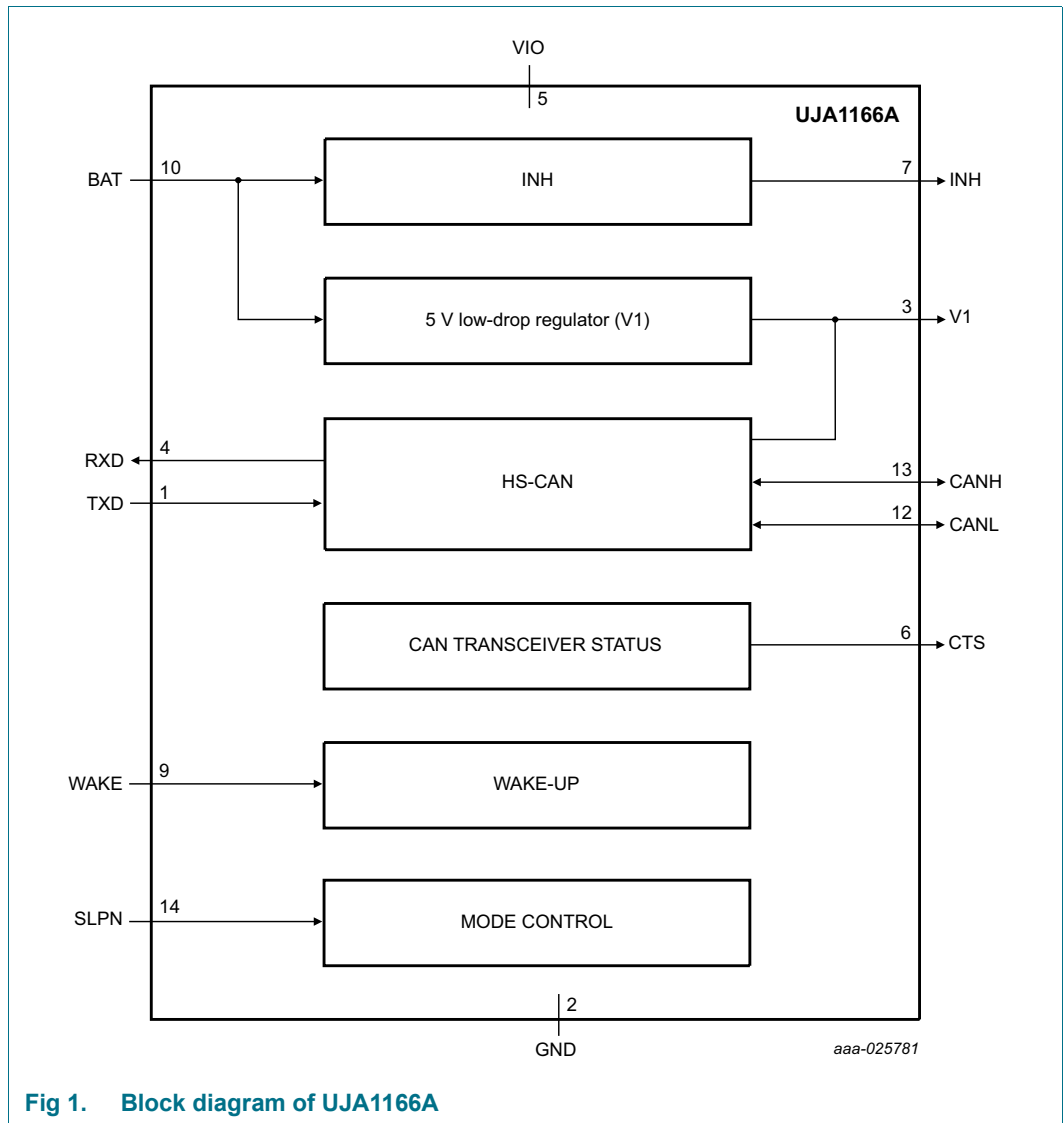 VIO
5
UJA1166A
BAT
10
INH
7
INH
5 V low-drop regulator (V1)
3
V1
RXD
4
TXD
1
HS-CAN
13
CANH
12
CANL
CAN TRANSCEIVER STATUS
6
CTS
WAKE
9
WAKE-UP
SLPN
14
MODE CONTROL
2
GND
aaa-025781
Fig 1. Block diagram of UJA1166A